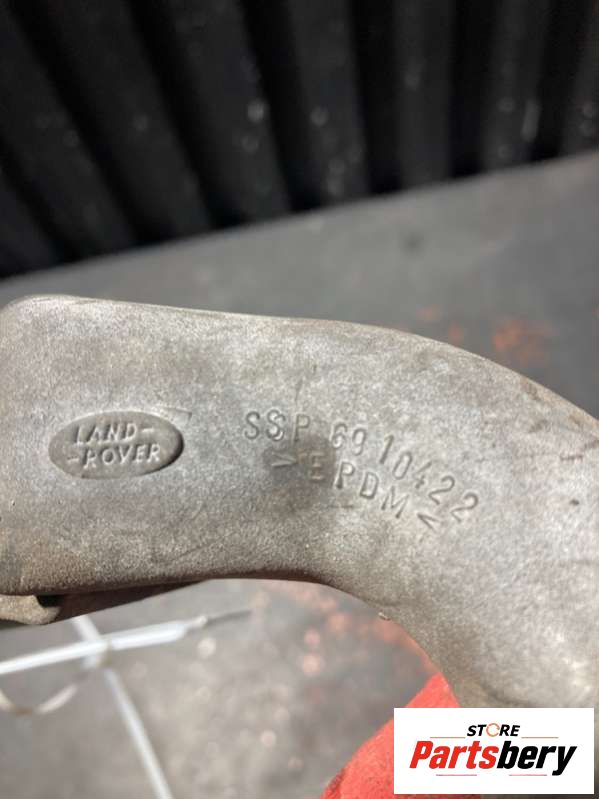 LAND-
-ROVER
SSP 6910422
>EPDM<
STORE
Partsbery